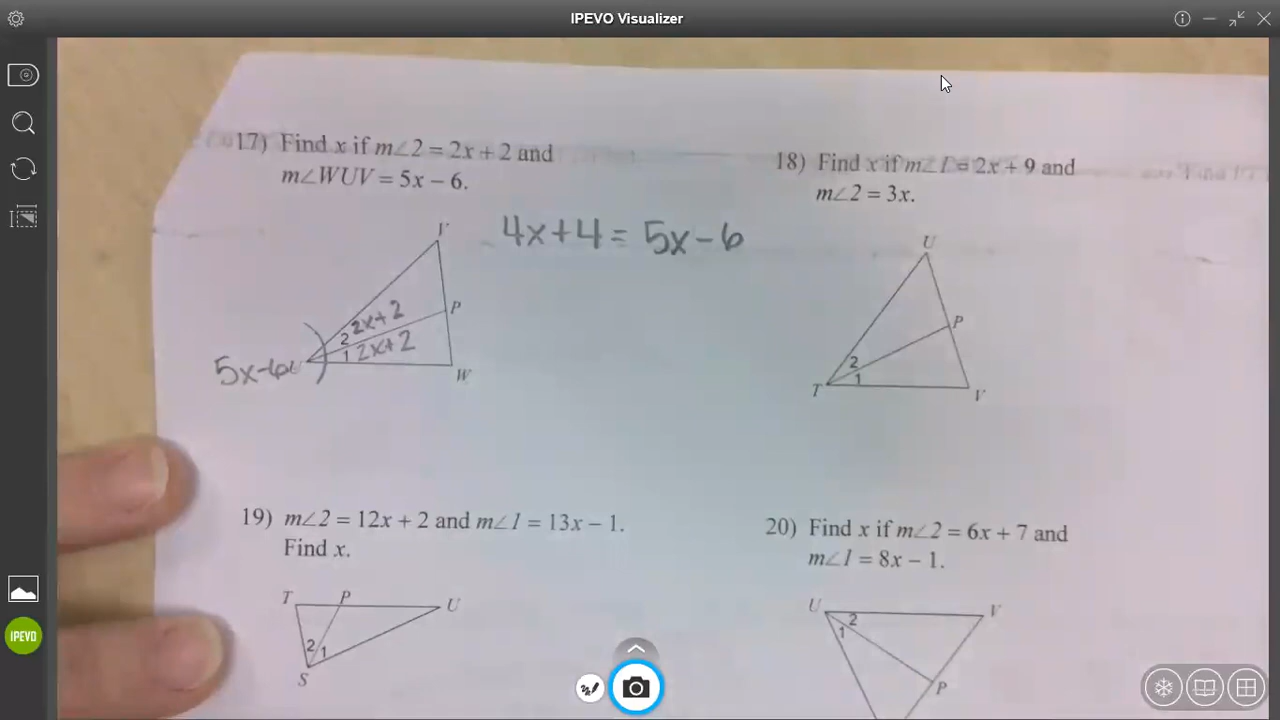 IPEVO Visualizer
17) Find x if m∠2 = 2x + 2 and
m∠WUV = 5x − 6.
4x+4 = 5x−6
V
P
W
2 2x+2
1 2x+2
5x−6
18) Find x if m∠1 = 2x + 9 and
m∠2 = 3x.
U
P
2
1
T
V
19) m∠2 = 12x + 2 and m∠1 = 13x − 1.
Find x.
T P U
2 1
S
20) Find x if m∠2 = 6x + 7 and
m∠1 = 8x − 1.
U V
2
1
P
IPEVO